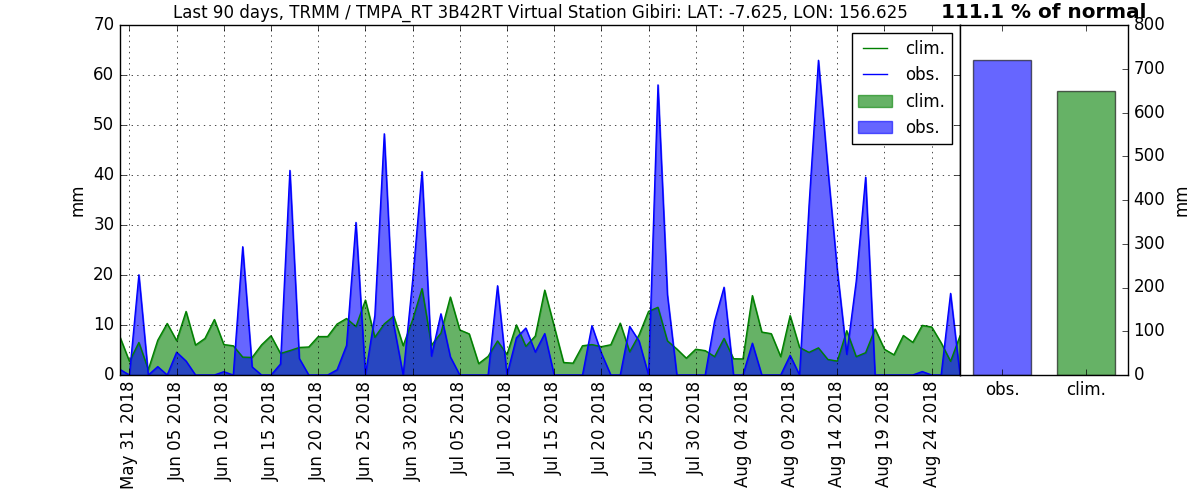 Last 90 days, TRMM / TMPA_RT 3B42RT Virtual Station Gibiri: LAT: -7.625, LON: 156.625
111.1 % of normal
70
60
50
40
30
20
10
0
mm
clim.
obs.
clim.
obs.
800
700
600
500
400
300
200
100
0
mm
May 31 2018
Jun 05 2018
Jun 10 2018
Jun 15 2018
Jun 20 2018
Jun 25 2018
Jun 30 2018
Jul 05 2018
Jul 10 2018
Jul 15 2018
Jul 20 2018
Jul 25 2018
Jul 30 2018
Aug 04 2018
Aug 09 2018
Aug 14 2018
Aug 19 2018
Aug 24 2018
obs.
clim.